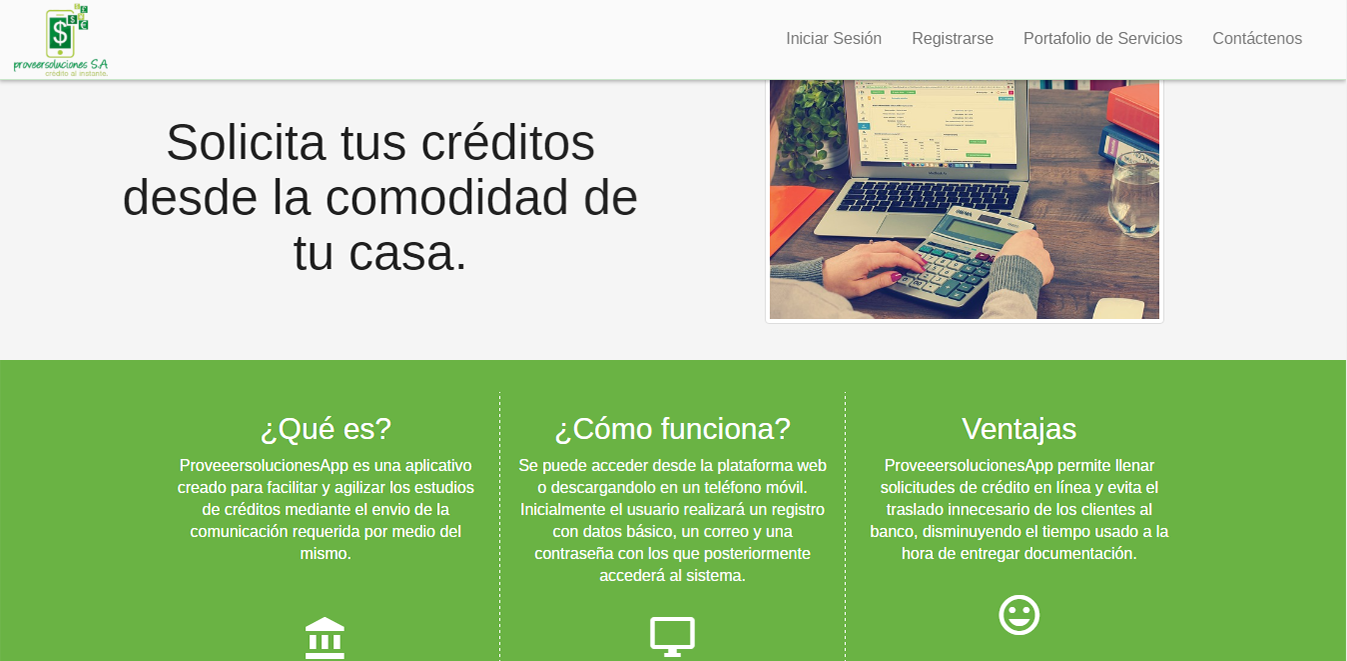 proveersoluciones S.A
crédito al instante.
Iniciar Sesión
Registrarse
Portafolio de Servicios
Contáctenos
Solicita tus créditos
desde la comodidad de
tu casa.
¿Qué es?
ProveeersolucionesApp es una aplicativo
creado para facilitar y agilizar los estudios
de créditos mediante el envio de la
comunicación requerida por medio del
mismo.
¿Cómo funciona?
Se puede acceder desde la plataforma web
o descargandolo en un teléfono móvil.
Inicialmente el usuario realizará un registro
con datos básico, un correo y una
contraseña con los que posteriormente
accederá al sistema.
Ventajas
ProveeersolucionesApp permite llenar
solicitudes de crédito en línea y evita el
traslado innecesario de los clientes al
banco, disminuyendo el tiempo usado a la
hora de entregar documentación.